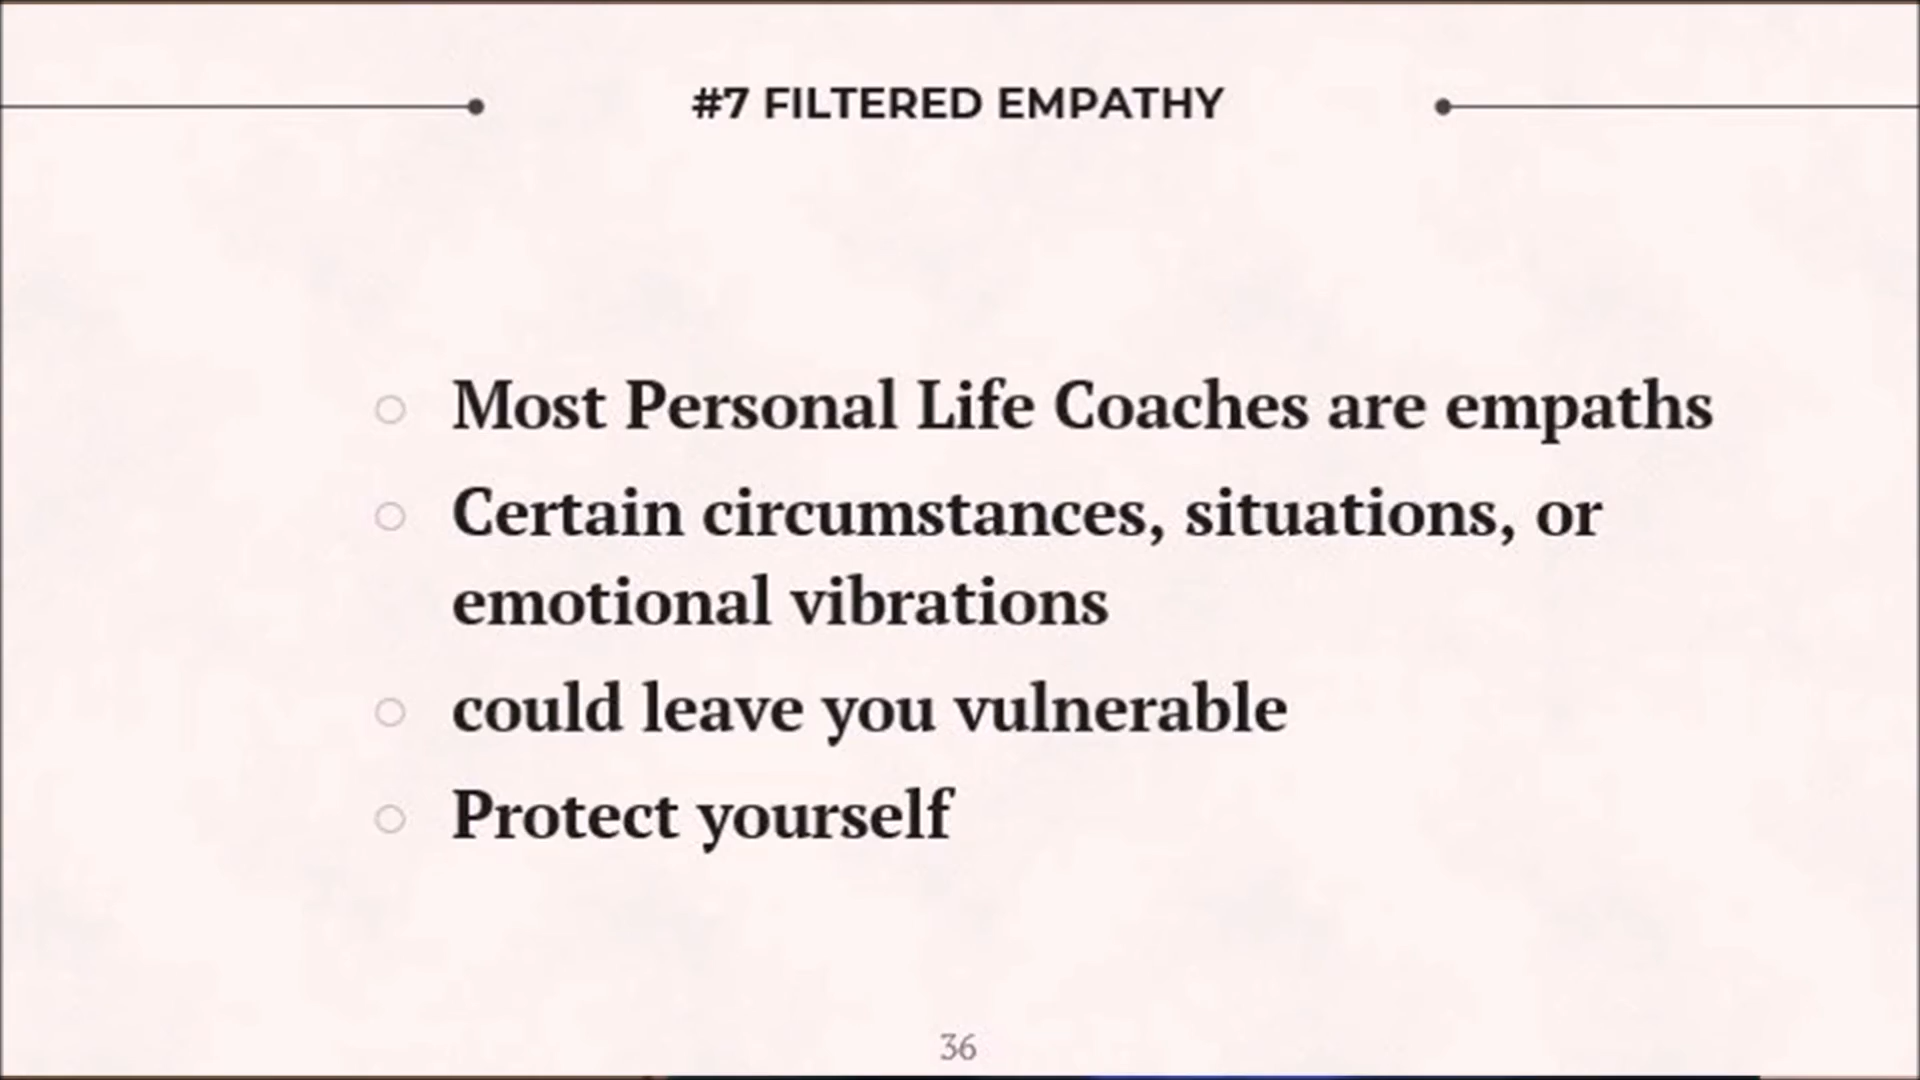 #7 FILTERED EMPATHY
Most Personal Life Coaches are empaths
Certain circumstances, situations, or
emotional vibrations
could leave you vulnerable
Protect yourself
36